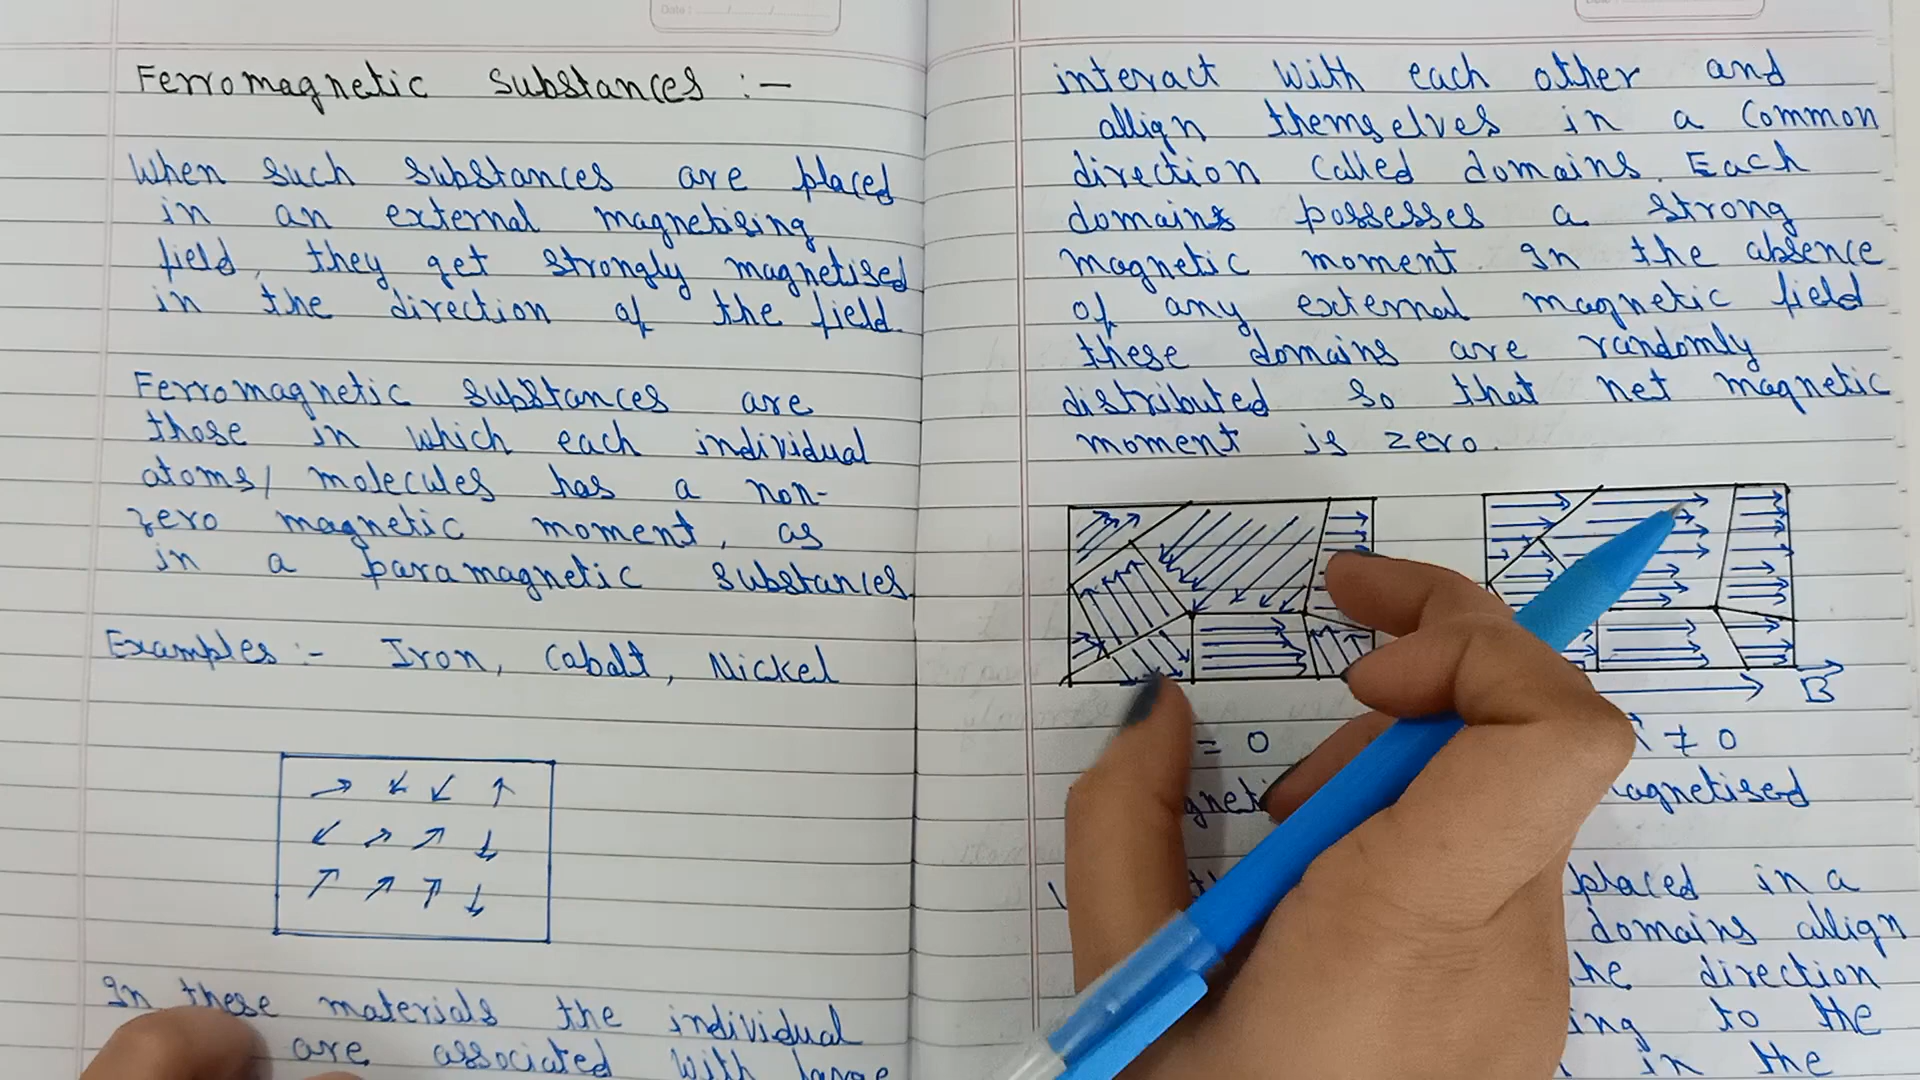 Date : ....../....../......
Ferromagnetic Substances :-
When such substances are placed
in an external magnetising
field, they get strongly magnetised
in the direction of the field.
Ferromagnetic substances are
those in which each individual
atoms/ molecules has a non-
zero magnetic moment, as
in a paramagnetic substances.
Examples :- Iron, Cobalt, Nickel
In these materials the individual
are associated with large
interact with each other and
allign themselves in a common
direction called domains. Each
domains possesses a strong
magnetic moment. In the absence
of any external magnetic field
these domains are randomly
distributed so that net magnetic
moment is zero.
B
= 0
≠ 0
agnetised
placed in a
domains allign
he direction
ing to the
in the